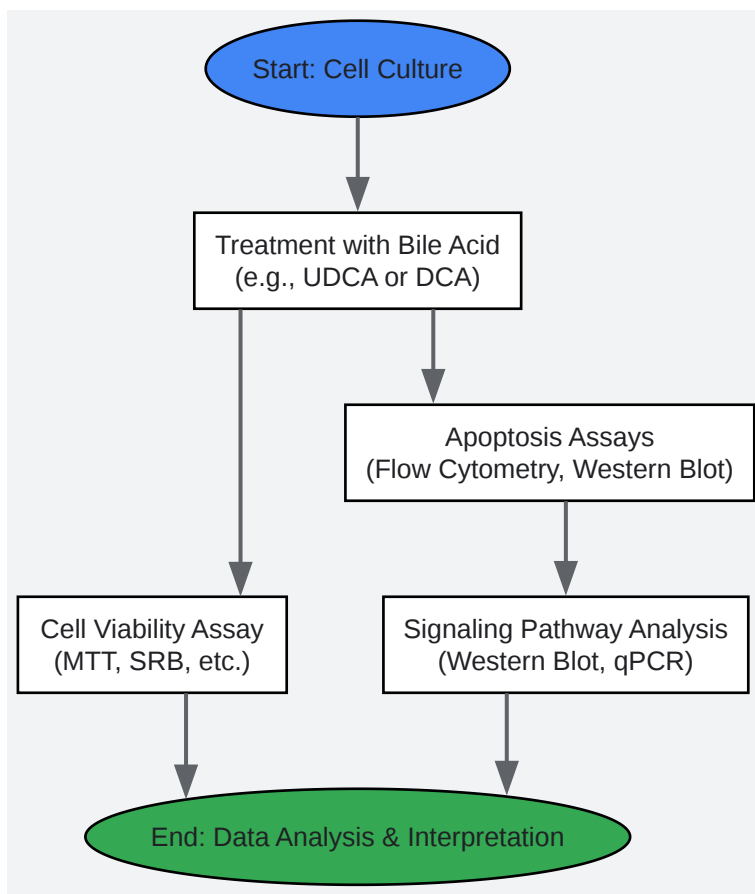 Start: Cell Culture
Treatment with Bile Acid
(e.g., UDCA or DCA)
Apoptosis Assays
(Flow Cytometry, Western Blot)
Cell Viability Assay
(MTT, SRB, etc.)
Signaling Pathway Analysis
(Western Blot, qPCR)
End: Data Analysis & Interpretation